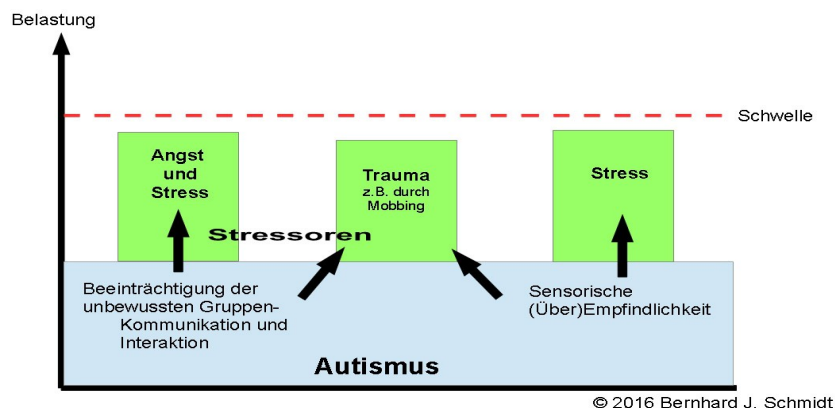 Belastung
Schwelle
Angst
und
Stress
Trauma
z.B. durch
Mobbing
Stress
Stressoren
Beeinträchtigung der
unbewussten Gruppen-
Kommunikation und
Interaktion
Sensorische
(Über)Empfindlichkeit
Autismus
© 2016 Bernhard J. Schmidt